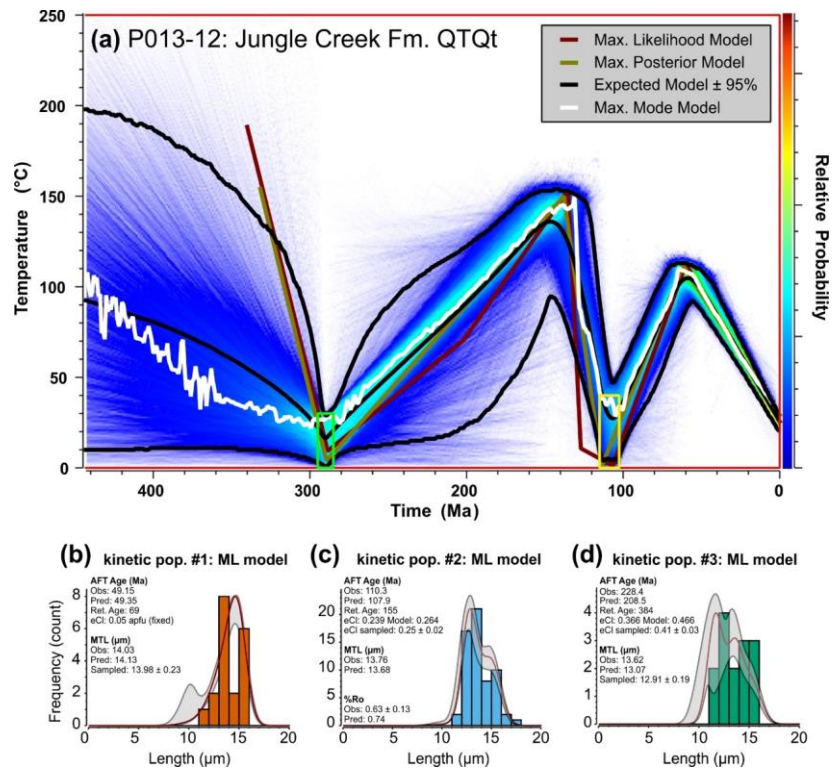 (a) P013-12: Jungle Creek Fm. QTQt
Max. Likelihood Model
Max. Posterior Model
Expected Model ± 95%
Max. Mode Model
250
200
150
100
50
0
Temperature (°C)
400
300
200
100
0
Time (Ma)
Relative Probability
(b) kinetic pop. #1: ML model
AFT Age (Ma)
Obs: 49.15
Pred: 49.35
Ret. Age: 69
eCl: 0.05 apfu (fixed)
MTL (µm)
Obs: 14.03
Pred: 14.13
Sampled: 13.98 ± 0.23
8
6
4
2
0
Frequency (count)
0 5 10 15 20
Length (µm)
(c) kinetic pop. #2: ML model
AFT Age (Ma)
Obs: 110.3
Pred: 107.9
Ret. Age: 155
eCl: 0.239 Model: 0.264
eCl sampled: 0.25 ± 0.02
MTL (µm)
Obs: 13.76
Pred: 13.68
%Ro
Obs: 0.63 ± 0.13
Pred: 0.74
20
15
10
5
0
0 5 10 15 20
Length (µm)
(d) kinetic pop. #3: ML model
AFT Age (Ma)
Obs: 228.4
Pred: 208.5
Ret. Age: 384
eCl: 0.366 Model: 0.466
eCl sampled: 0.41 ± 0.03
MTL (µm)
Obs: 13.62
Pred: 13.07
Sampled: 12.91 ± 0.19
5
4
3
2
1
0
0 5 10 15 20
Length (µm)